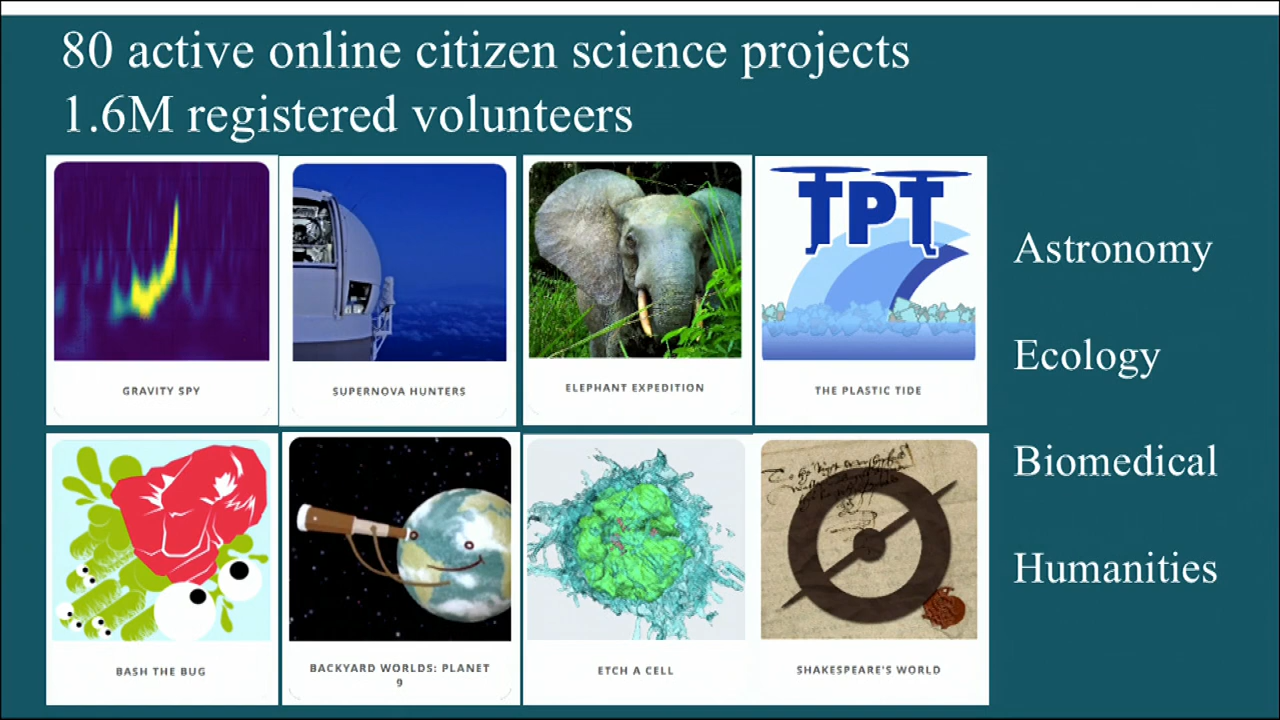 80 active online citizen science projects
1.6M registered volunteers
TPT
GRAVITY SPY
SUPERNOVA HUNTERS
ELEPHANT EXPEDITION
THE PLASTIC TIDE
BASH THE BUG
BACKYARD WORLDS: PLANET
9
ETCH A CELL
SHAKESPEARE'S WORLD
Astronomy
Ecology
Biomedical
Humanities